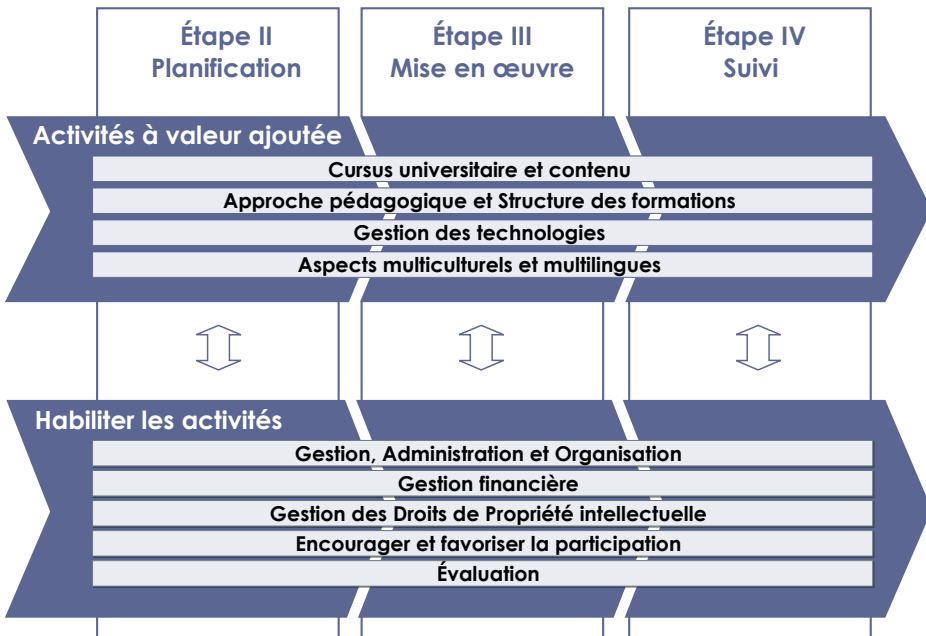 Étape II
Planification
Étape III
Mise en œuvre
Étape IV
Suivi
Activités à valeur ajoutée
Cursus universitaire et contenu
Approche pédagogique et Structure des formations
Gestion des technologies
Aspects multiculturels et multilingues
Habiliter les activités
Gestion, Administration et Organisation
Gestion financière
Gestion des Droits de Propriété intellectuelle
Encourager et favoriser la participation
Évaluation